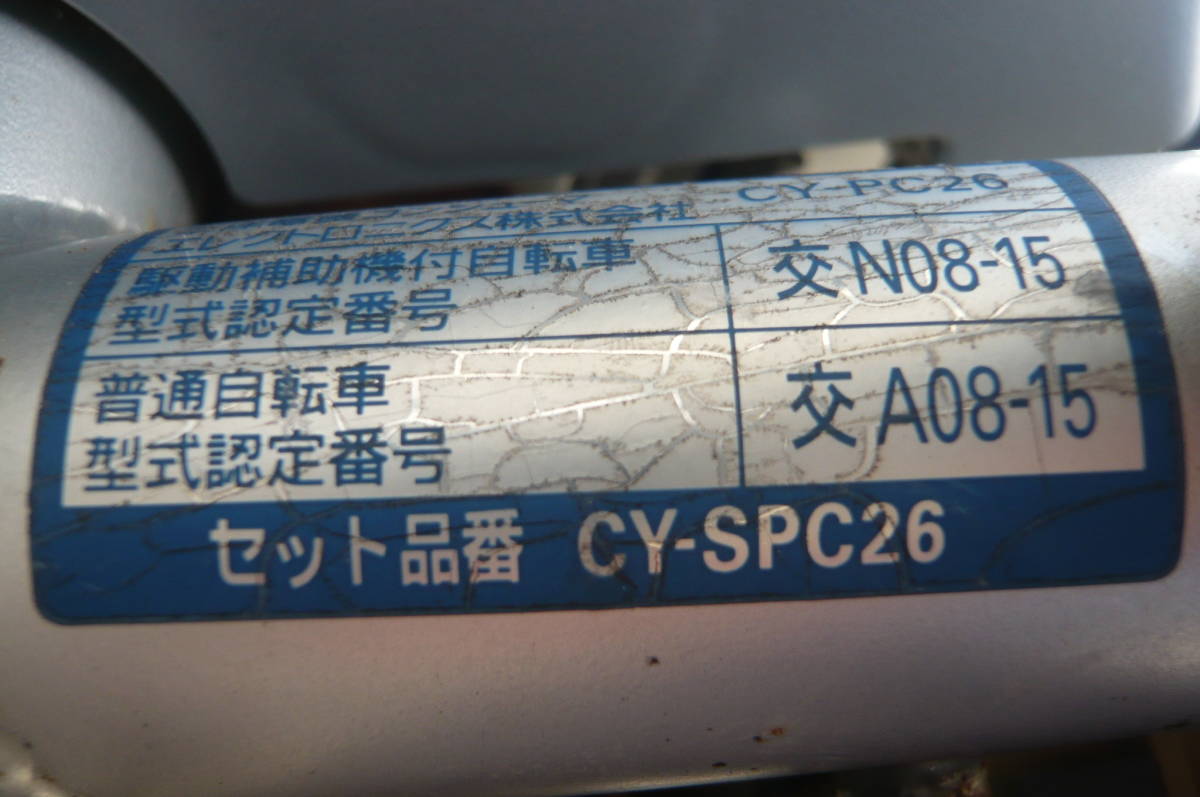 エレクトロニクス株式会社 CY-PC26
駆動補助機付自転車
型式認定番号
交N08-15
普通自転車
型式認定番号
交A08-15
セット品番 CY-SPC26